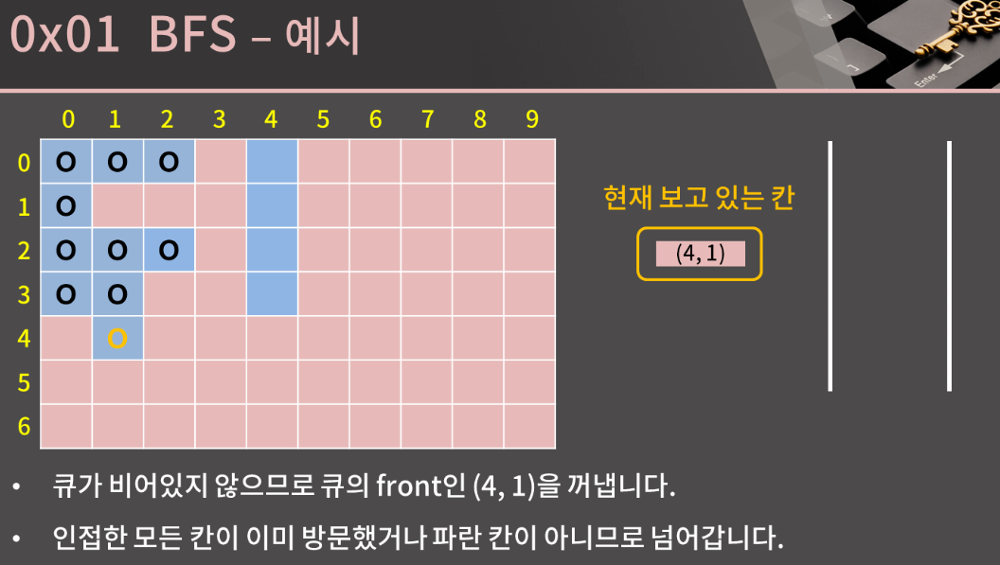 0x01 BFS – 예시
0 1 2 3 4 5 6 7 8 9
0 O O O
1 O
2 O O O
3 O O
4 O
5
6
현재 보고 있는 칸
(4, 1)
• 큐가 비어있지 않으므로 큐의 front인 (4, 1)을 꺼냅니다.
• 인접한 모든 칸이 이미 방문했거나 파란 칸이 아니므로 넘어갑니다.
Enter